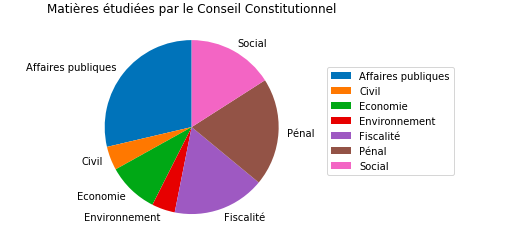 Matières étudiées par le Conseil Constitutionnel
Social
Affaires publiques
Pénal
Civil
Economie
Environnement
Fiscalité
Affaires publiques
Civil
Economie
Environnement
Fiscalité
Pénal
Social